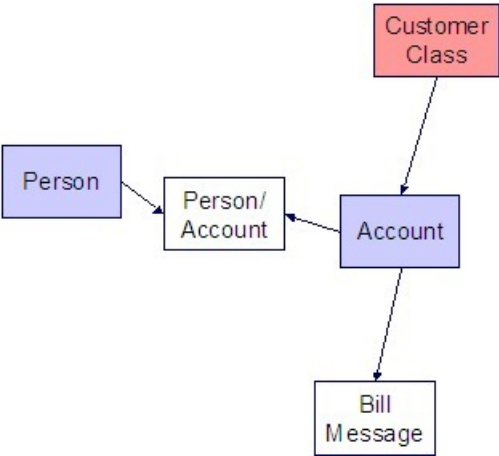 Customer
Class
Person
Person/
Account
Account
Bill
Message